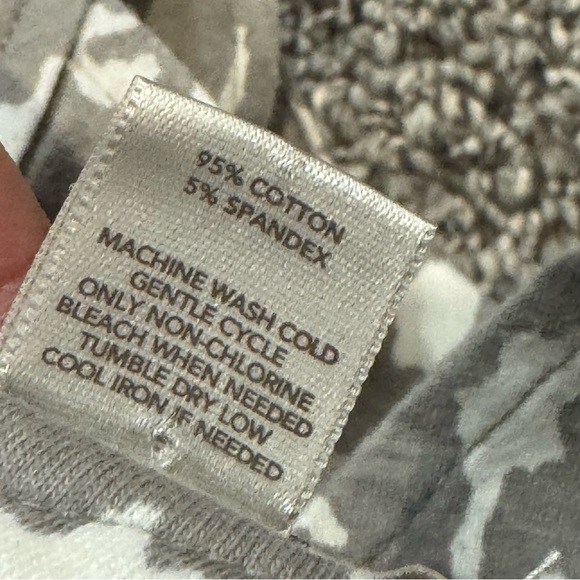 95% COTTON
5% SPANDEX
MACHINE WASH COLD
GENTLE CYCLE
ONLY NON-CHLORINE
BLEACH WHEN NEEDED
TUMBLE DRY LOW
COOL IRON IF NEEDED